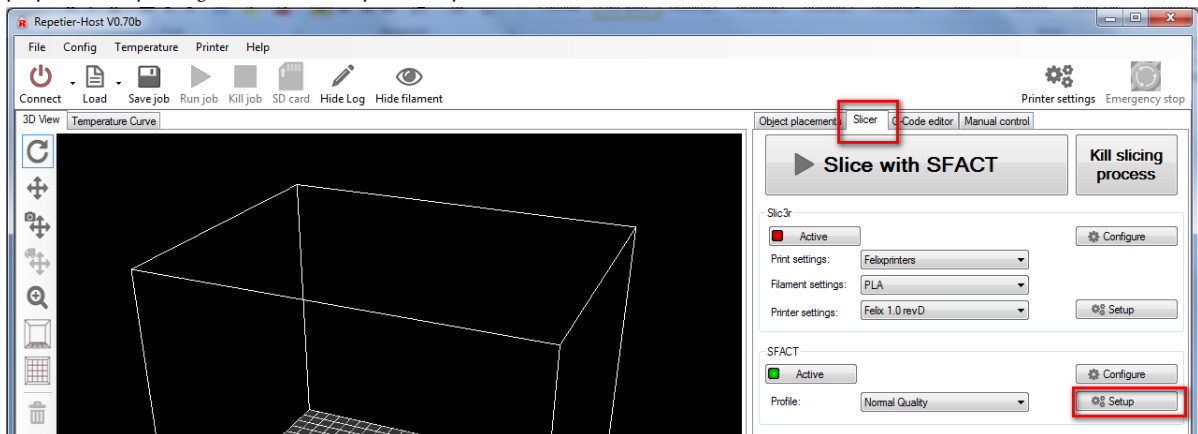 Repetier-Host V0.70b
File Config Temperature Printer Help
Connect Load Save job Run job Kill job SD card Hide Log Hide filament Printer settings Emergency stop
3D View Temperature Curve Object placements Slicer G-Code editor Manual control
Slice with SFACT Kill slicing process
Slic3r
Active Configure
Print settings: Felixprinters
Filament settings: PLA
Printer settings: Felix 1.0 revD Setup
SFACT
Active Configure
Profile: Normal Quality Setup